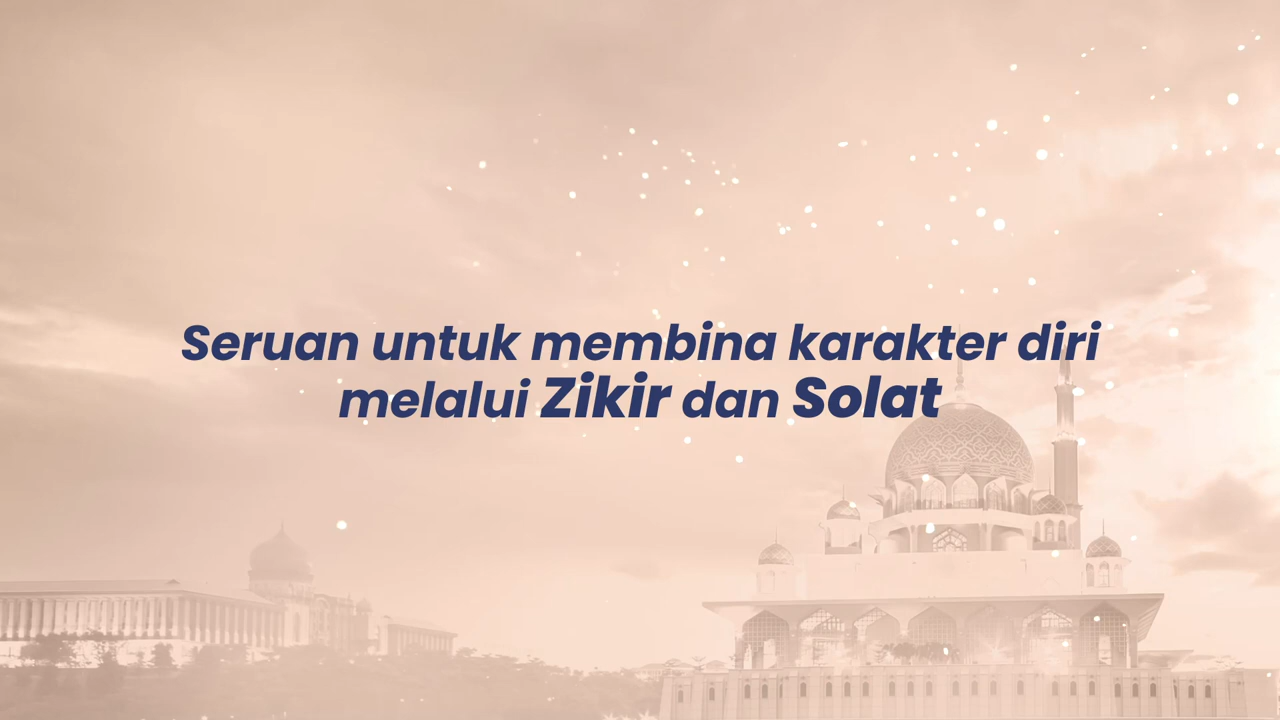 Seruan untuk membina karakter diri
melalui Zikir dan Solat